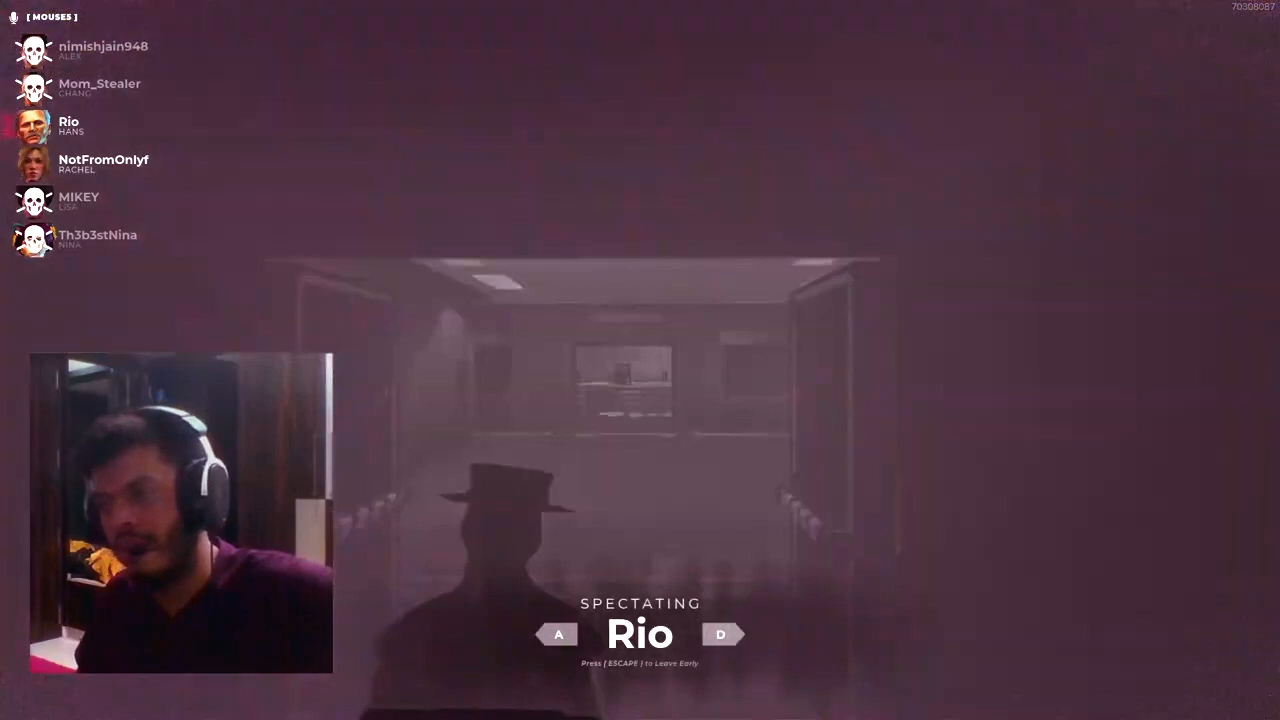 [ MOUSE5 ]
70308087
nimishjain948
ALEX
Mom_Stealer
CHANG
Rio
HANS
NotFromOnlyf
RACHEL
MIKEY
LISA
Th3b3stNina
NINA
SPECTATING
A Rio D
Press [ ESCAPE ] to Leave Early